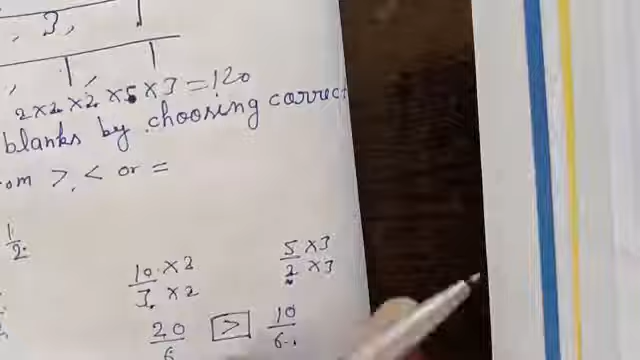 , 3,
, ,
2×2×2×5×3=120
blanks by choosing correct
>, < or =
1/2
10×2/3×2 5×3/2×3
20/6 > 10/6